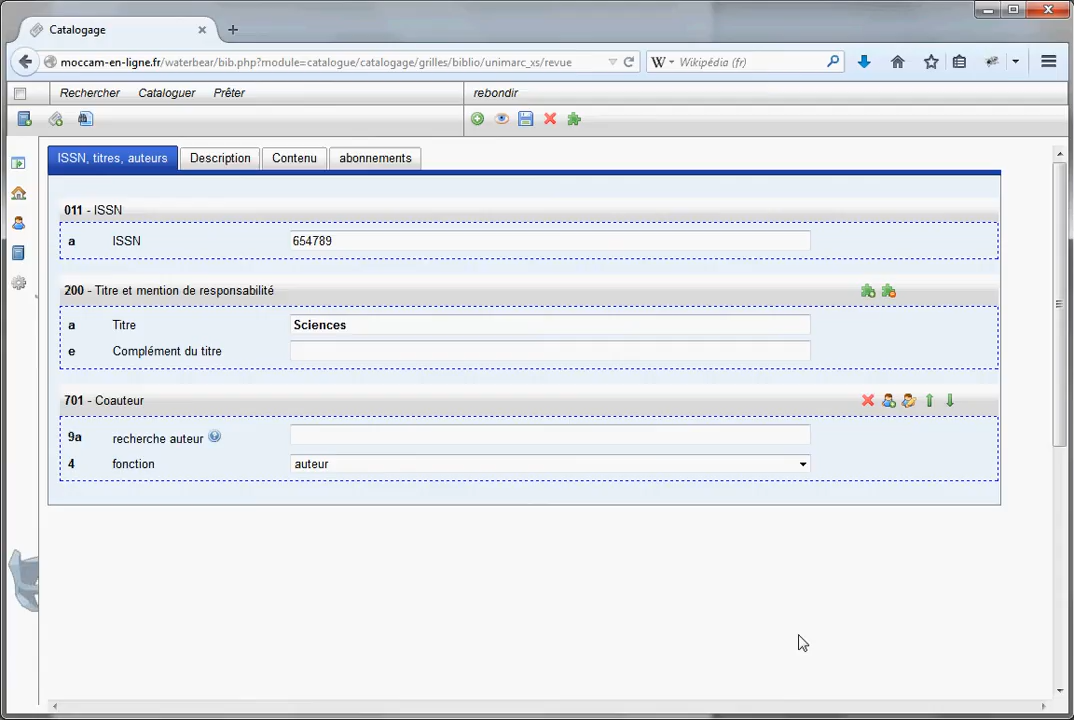 Catalogage
moccam-en-ligne.fr/waterbear/bib.php?module=catalogue/catalogage/grilles/biblio/unimarc_xs/revue
W Wikipédia (fr)
Rechercher Cataloguer Prêter rebondir
ISSN, titres, auteurs Description Contenu abonnements
011 - ISSN
a ISSN 654789
200 - Titre et mention de responsabilité
a Titre Sciences
e Complément du titre
701 - Coauteur
9a recherche auteur
4 fonction auteur